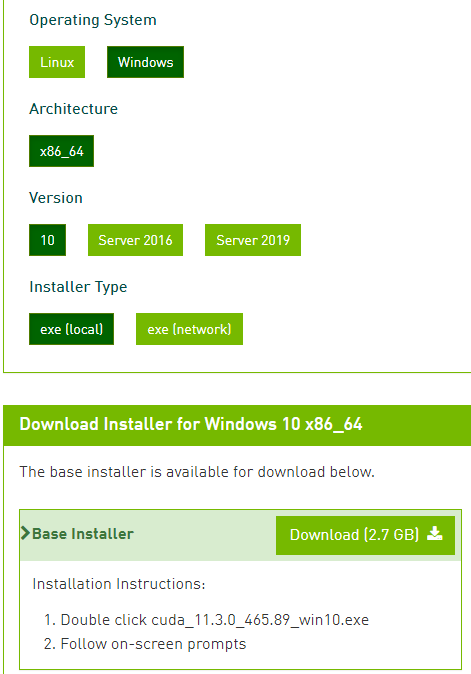 Operating System
Linux Windows
Architecture
x86_64
Version
10 Server 2016 Server 2019
Installer Type
exe (local) exe (network)
Download Installer for Windows 10 x86_64
The base installer is available for download below.
Base Installer Download (2.7 GB)
Installation Instructions:
1. Double click cuda_11.3.0_465.89_win10.exe
2. Follow on-screen prompts